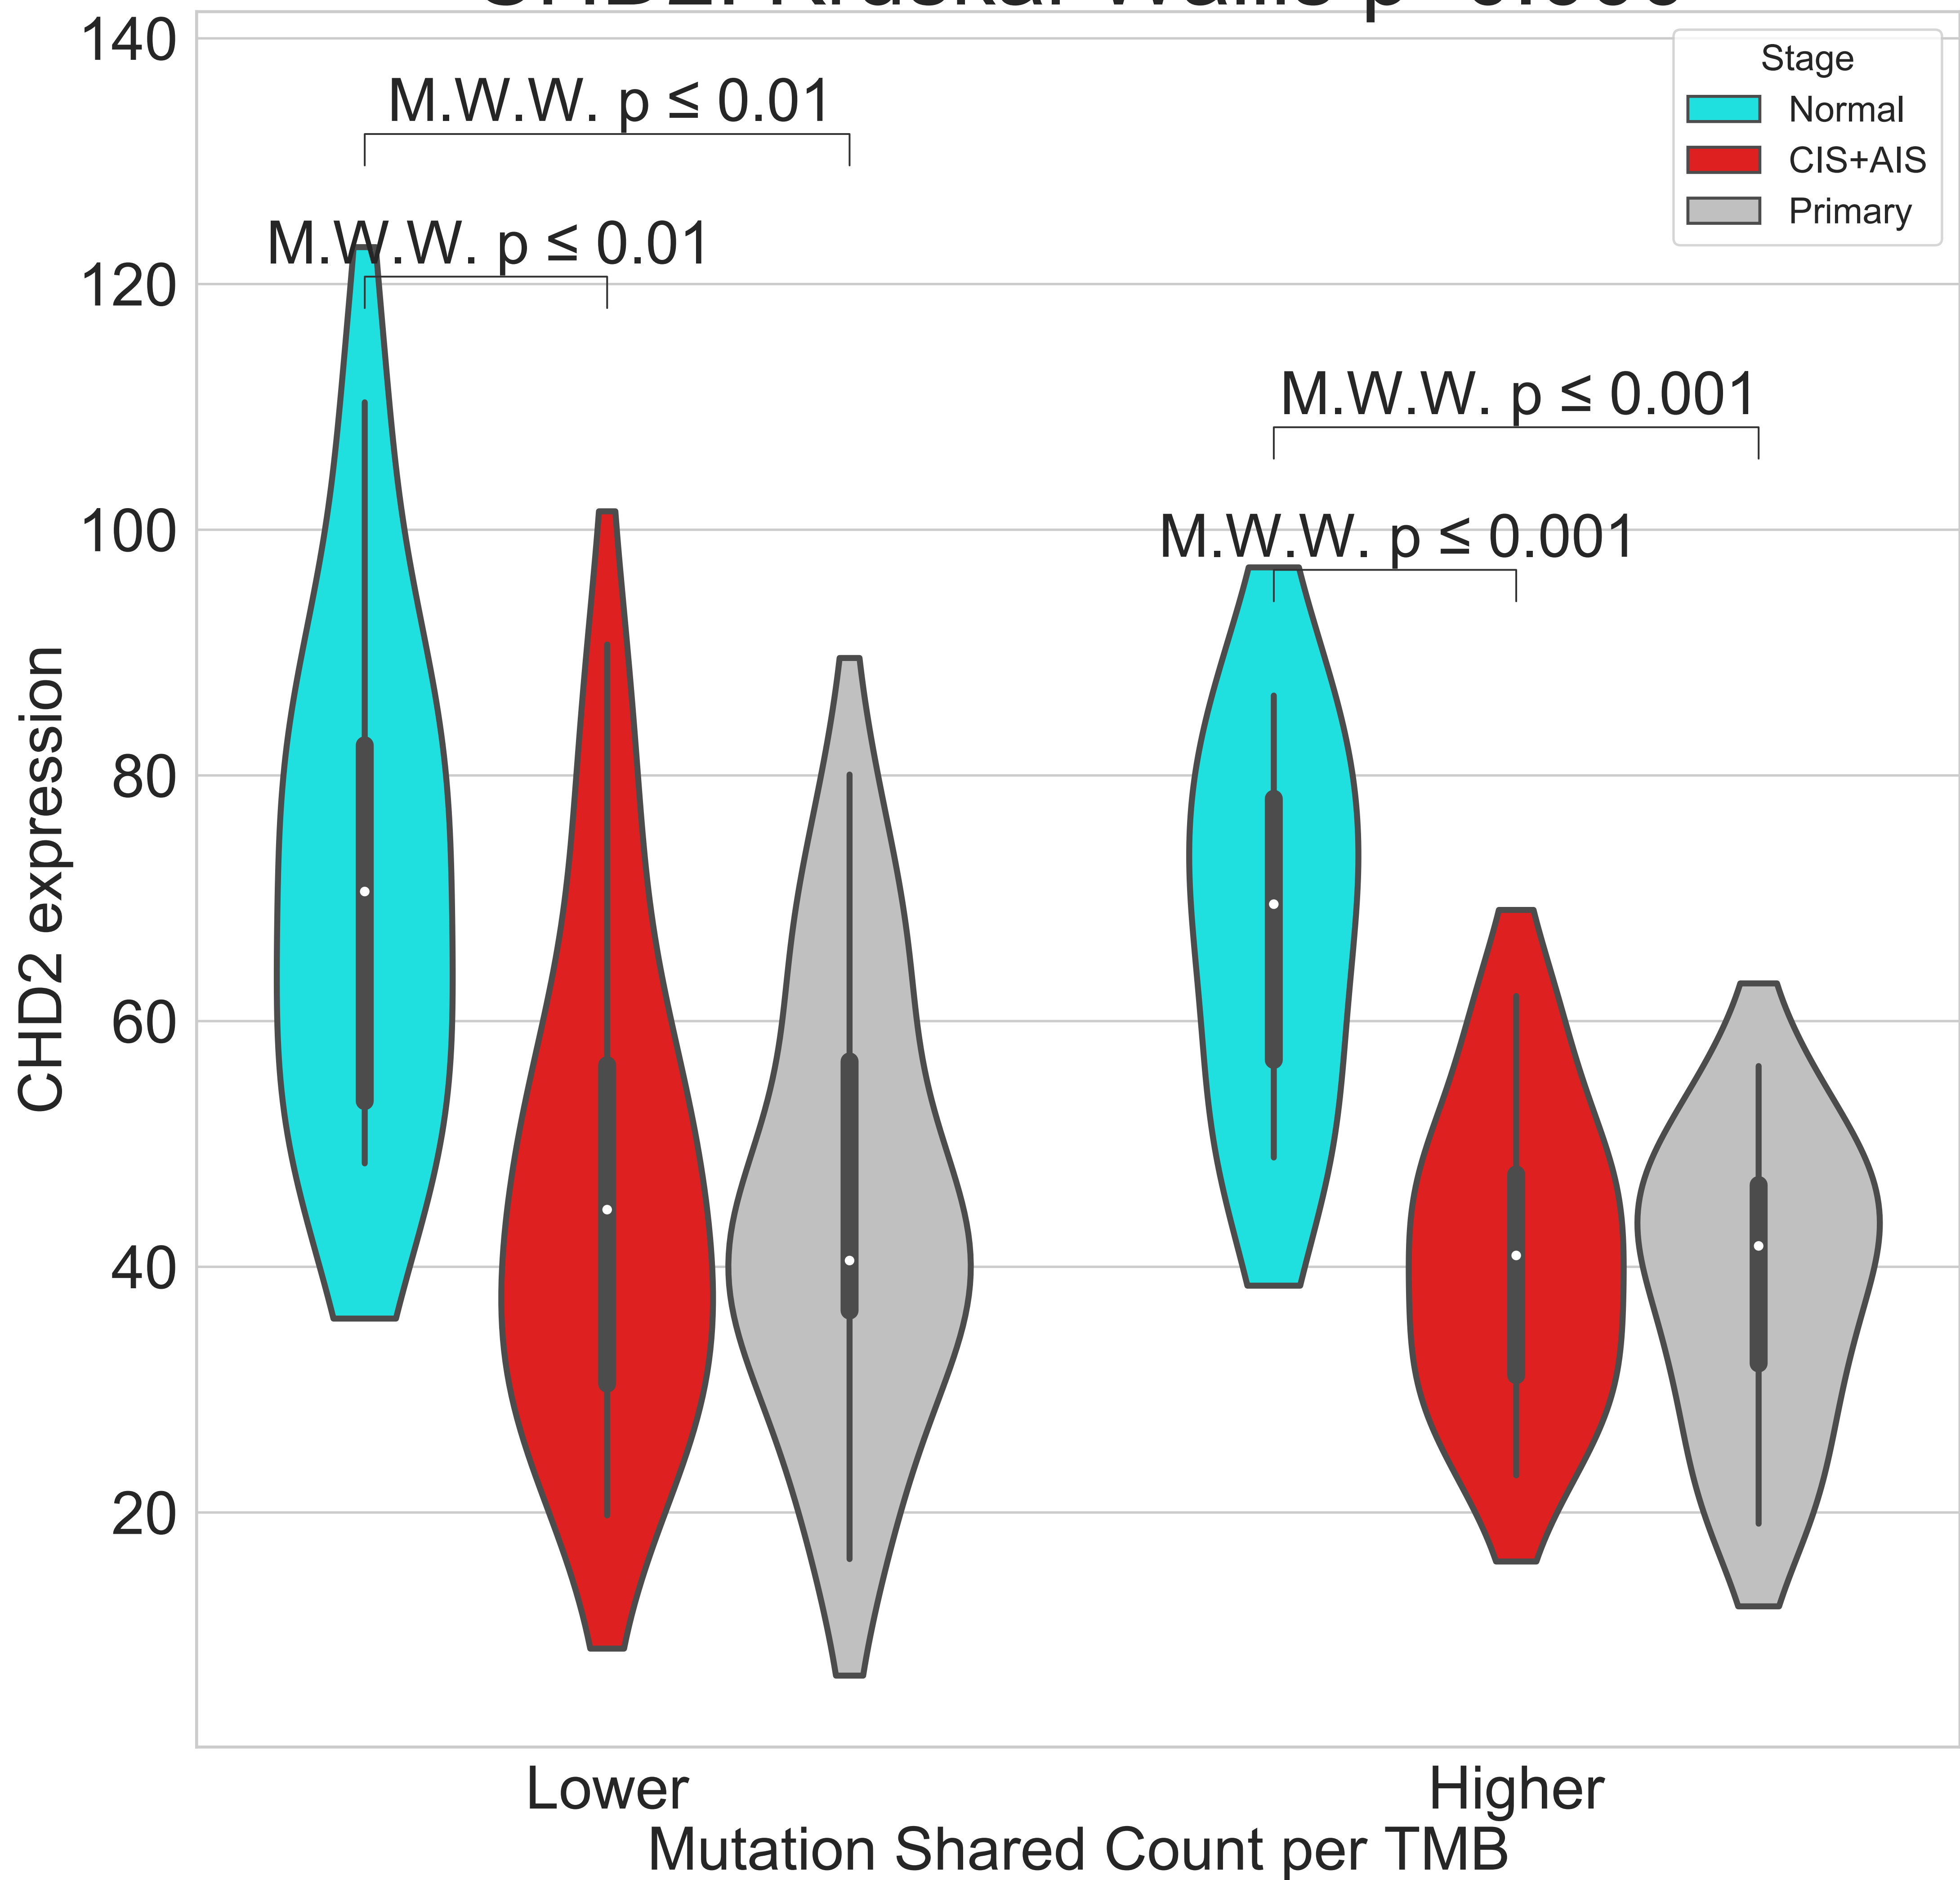 140
M.W.W. p ≤ 0.01
M.W.W. p ≤ 0.01
120
M.W.W. p ≤ 0.001
M.W.W. p ≤ 0.001
100
80
60
40
20
CHD2 expression
Stage
Normal
CIS+AIS
Primary
Lower
Higher
Mutation Shared Count per TMB